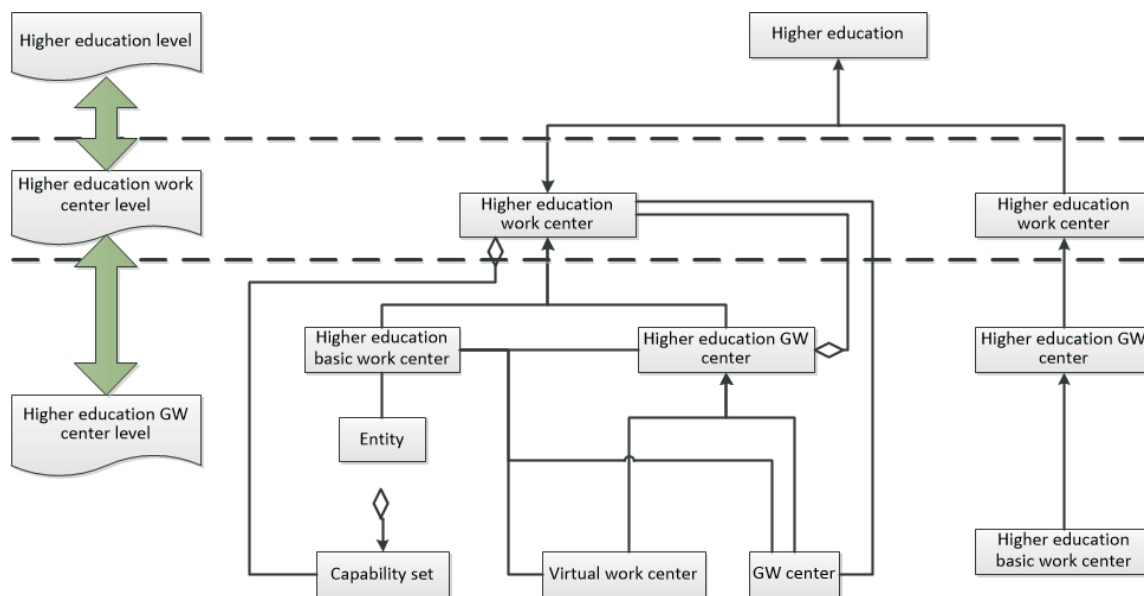 Higher education level
Higher education
Higher education work
center level
Higher education
work center
Higher education
work center
Higher education
basic work center
Higher education GW
center
Higher education GW
center
Higher education GW
center level
Entity
Capability set
Virtual work center
GW center
Higher education
basic work center